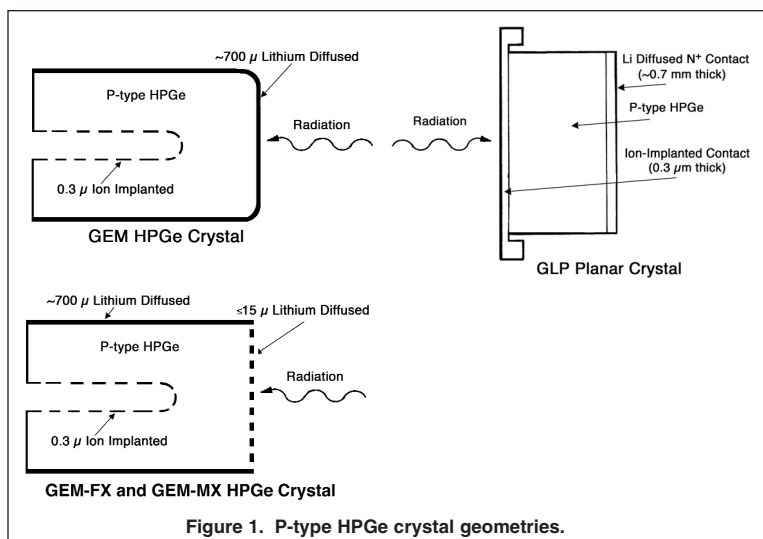 ~700 μ Lithium Diffused
P-type HPGe
Radiation
0.3 μ Ion Implanted
GEM HPGe Crystal
Radiation
Li Diffused N+ Contact
(~0.7 mm thick)
P-type HPGe
Ion-Implanted Contact
(0.3 μm thick)
GLP Planar Crystal
~700 μ Lithium Diffused
≤15 μ Lithium Diffused
P-type HPGe
Radiation
0.3 μ Ion Implanted
GEM-FX and GEM-MX HPGe Crystal
Figure 1. P-type HPGe crystal geometries.